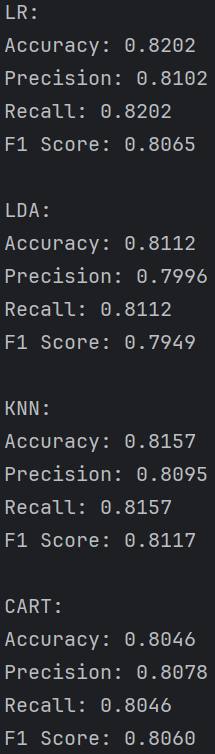 LR:
Accuracy: 0.8202
Precision: 0.8102
Recall: 0.8202
F1 Score: 0.8065
LDA:
Accuracy: 0.8112
Precision: 0.7996
Recall: 0.8112
F1 Score: 0.7949
KNN:
Accuracy: 0.8157
Precision: 0.8095
Recall: 0.8157
F1 Score: 0.8117
CART:
Accuracy: 0.8046
Precision: 0.8078
Recall: 0.8046
F1 Score: 0.8060